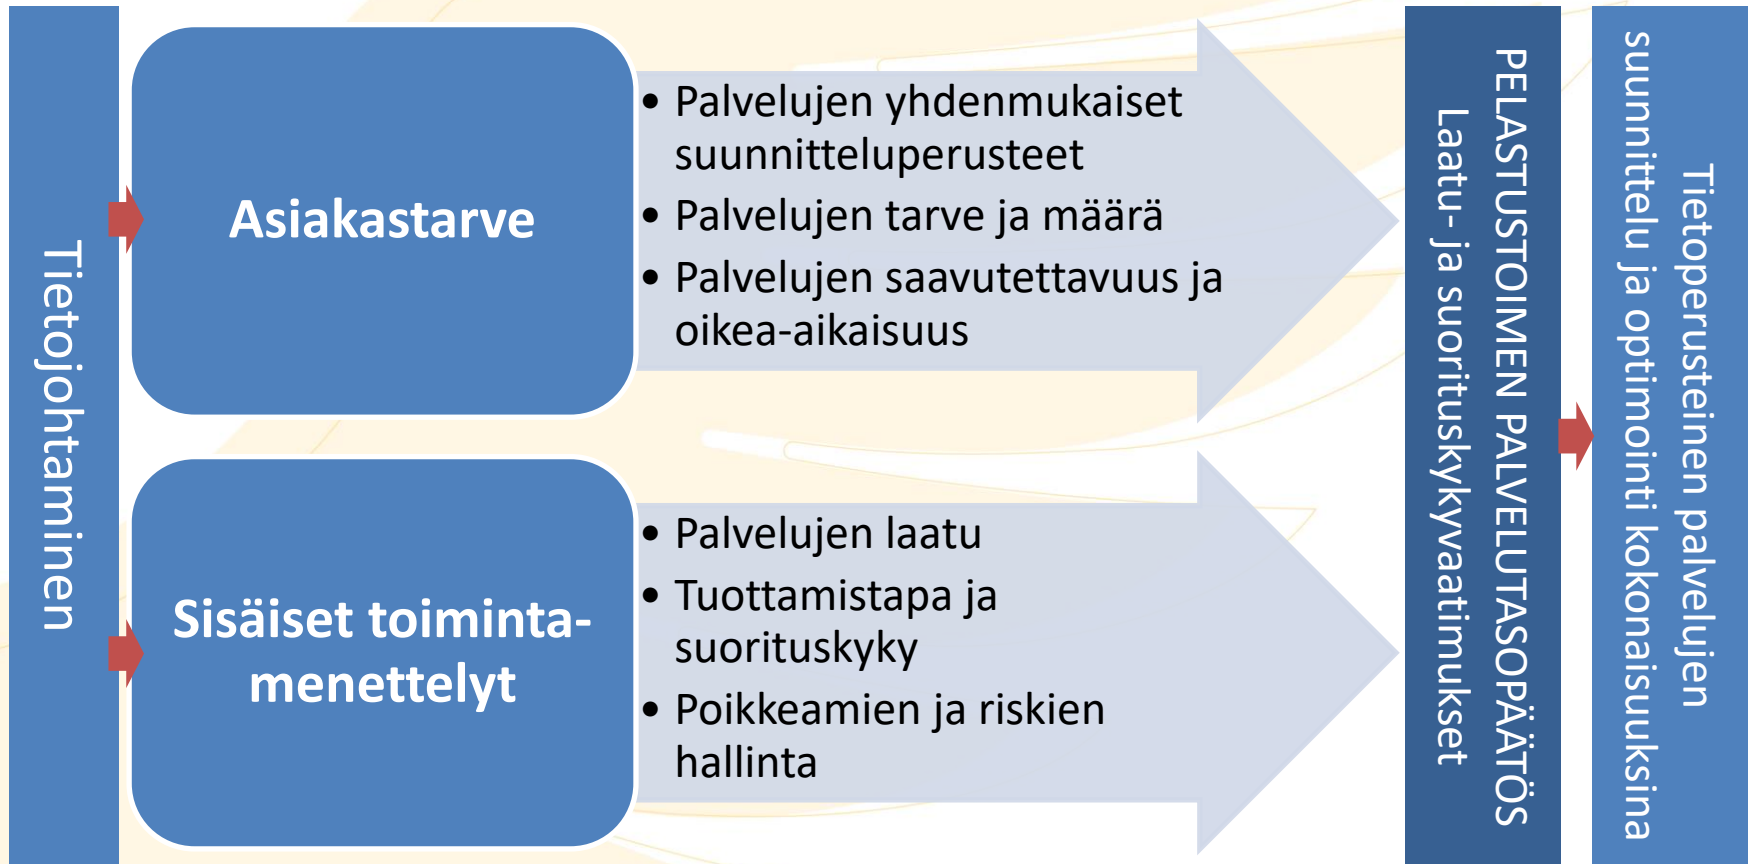 Tietojohtaminen
Asiakastarve
• Palvelujen yhdenmukaiset
suunnitteluperusteet
• Palvelujen tarve ja määrä
• Palvelujen saavutettavuus ja
oikea-aikaisuus
Sisäiset toiminta-
menettelyt
• Palvelujen laatu
• Tuottamistapa ja
suorituskyky
• Poikkeamien ja riskien
hallinta
PELASTUSTOIMEN PALVELUTASOPÄÄTÖS
Laatu- ja suorituskykyvaatimukset
Tietoperusteinen palvelujen
suunnittelu ja optimointi kokonaisuuksina